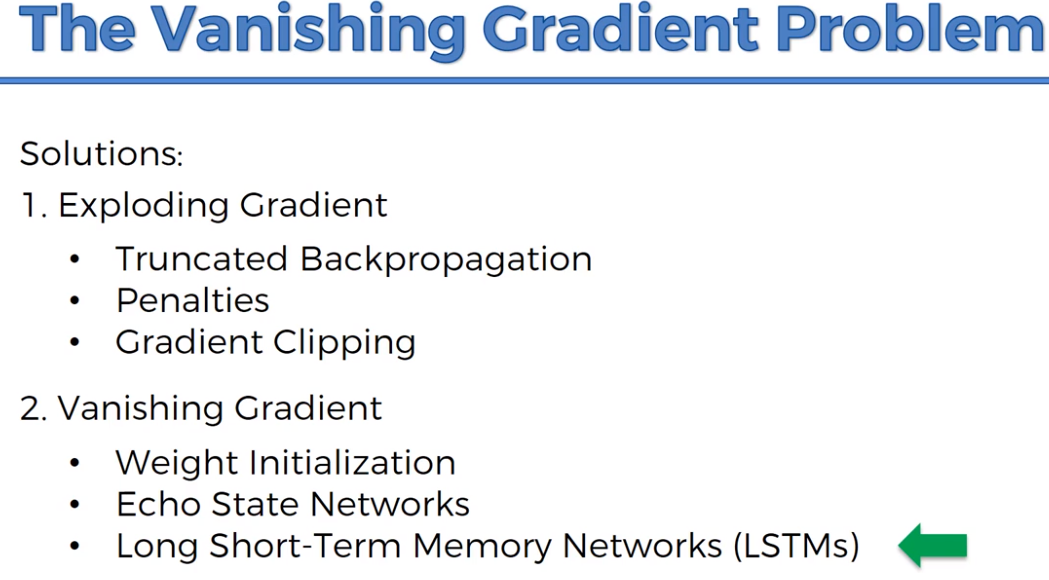 The Vanishing Gradient Problem
Solutions:
1. Exploding Gradient
• Truncated Backpropagation
• Penalties
• Gradient Clipping
2. Vanishing Gradient
• Weight Initialization
• Echo State Networks
• Long Short-Term Memory Networks (LSTMs)